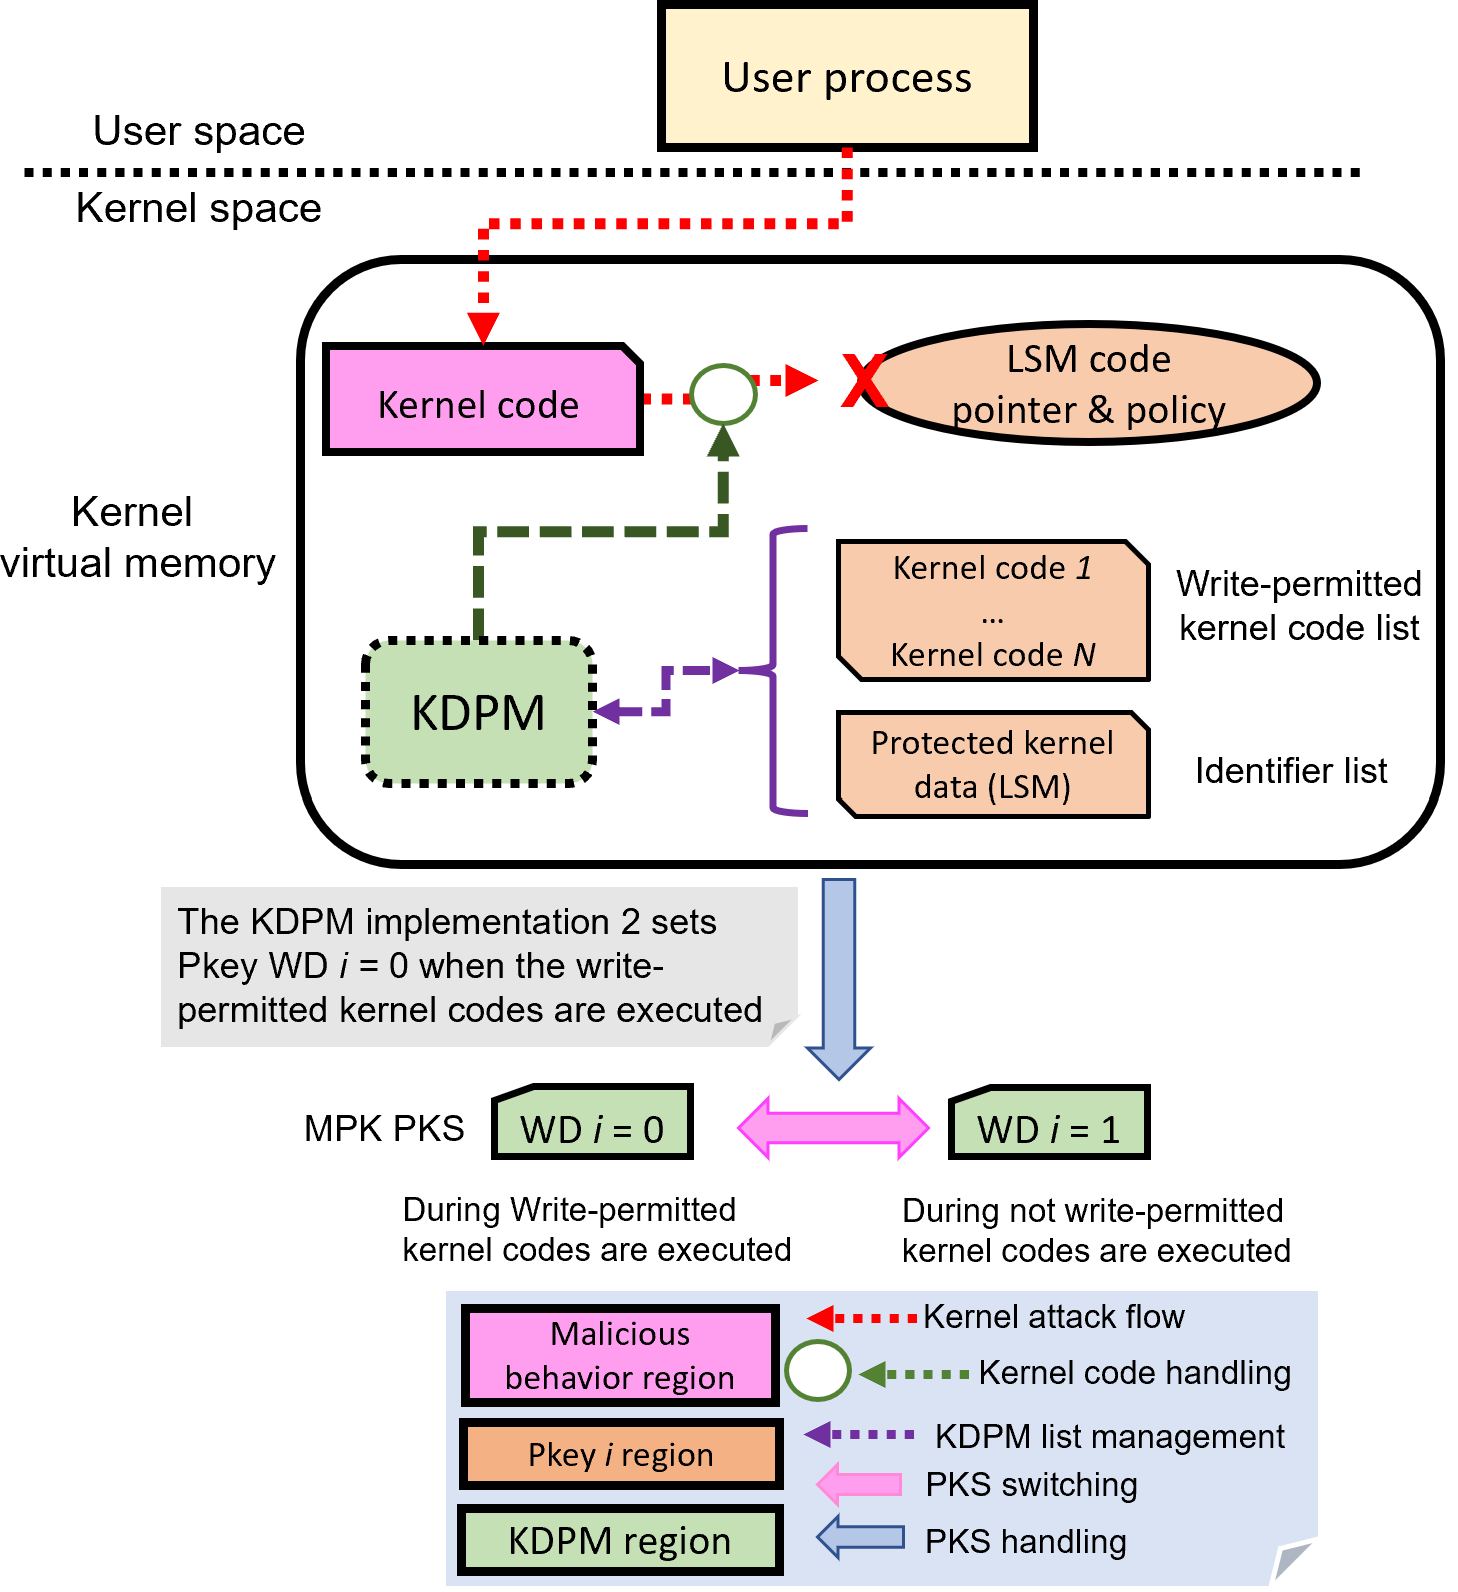 User process
User space
Kernel space
Kernel code
X
LSM code
pointer & policy
Kernel
virtual memory
Kernel code 1
...
Kernel code N
Write-permitted
kernel code list
KDPM
Protected kernel
data (LSM)
Identifier list
The KDPM implementation 2 sets
Pkey WD i = 0 when the write-
permitted kernel codes are executed
MPK PKS
WD i = 0
WD i = 1
During Write-permitted
kernel codes are executed
During not write-permitted
kernel codes are executed
Malicious
behavior region
Kernel attack flow
Kernel code handling
Pkey i region
KDPM list management
PKS switching
KDPM region
PKS handling